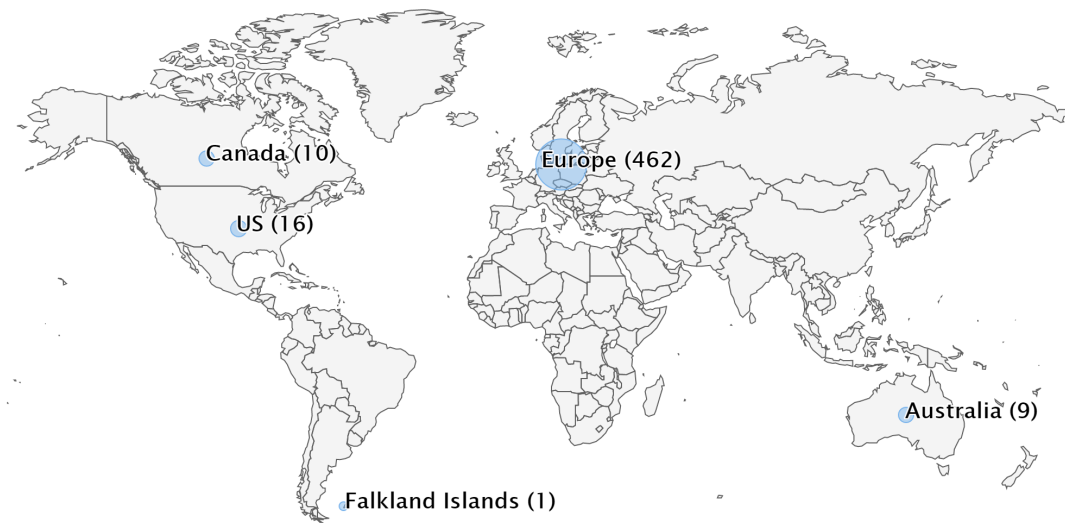 Canada (10)
Europe (462)
US (16)
Australia (9)
Falkland Islands (1)